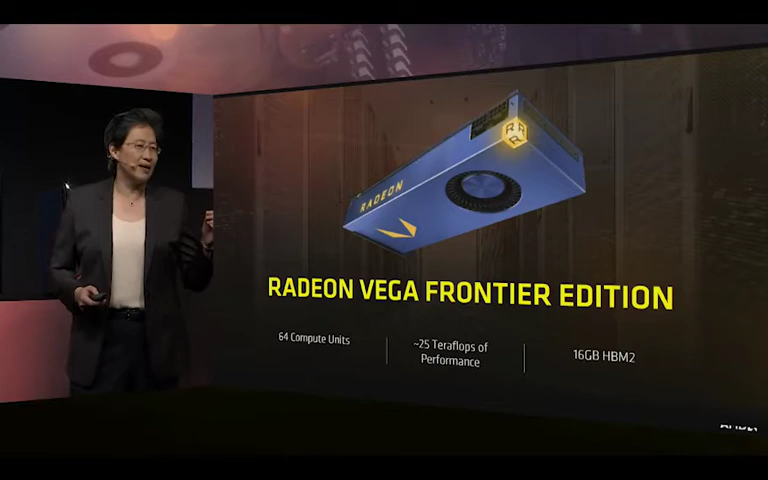 RADEON
R
R
R
RADEON VEGA FRONTIER EDITION
64 Compute Units
~25 Teraflops of
Performance
16GB HBM2